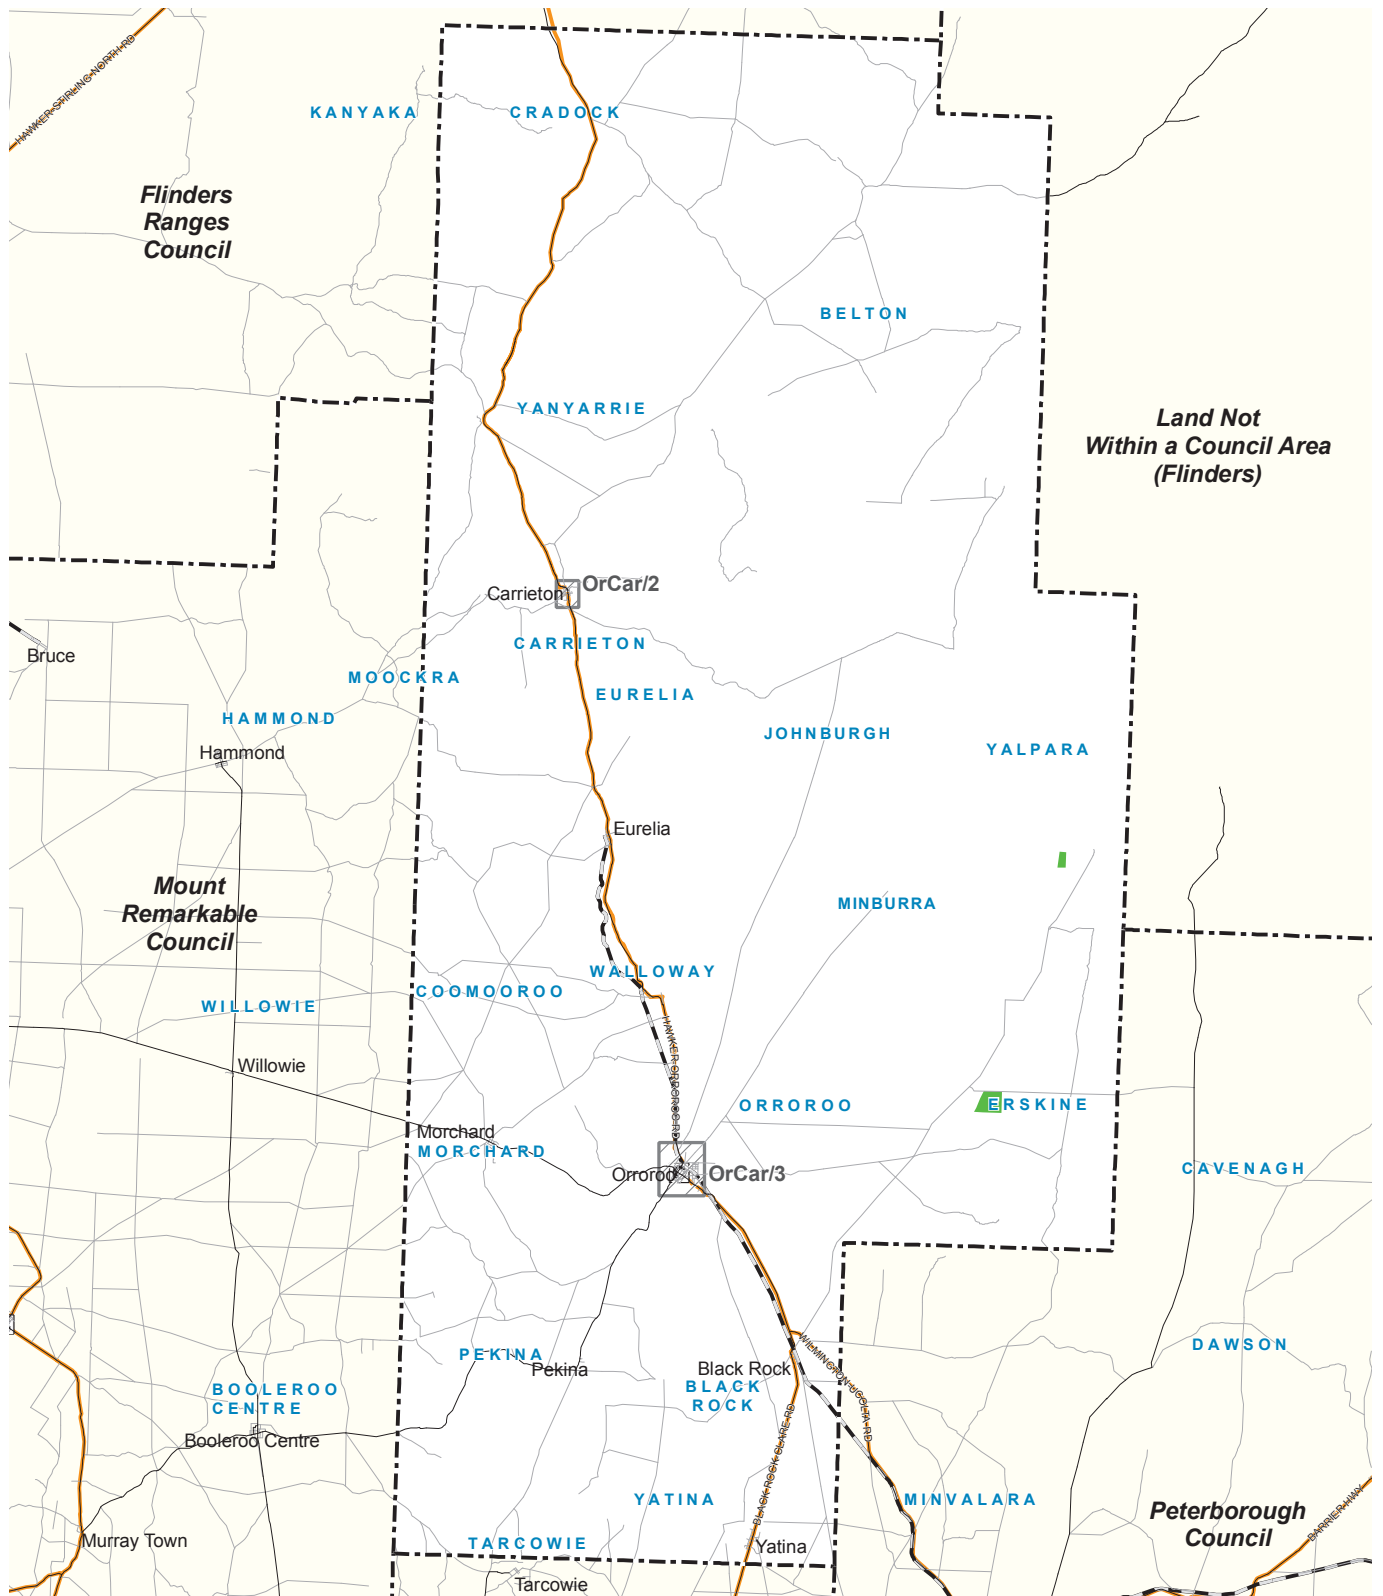 HAWKER-STIRLING NORTH RD
KANYAKA
CRADOCK
Flinders
Ranges
Council
BELTON
YANYARRIE
Land Not
Within a Council Area
(Flinders)
OrCar/2
Carrieton
CARRIETON
Bruce
MOOCKRA
EURELIA
HAMMOND
JOHNBURGH
YALPARA
Hammond
Eurelia
Mount
Remarkable
Council
MINBURRA
WALLOWAY
COOMOOROO
WILLOWIE
HAWKER-ORROROO RD
Willowie
ORROROO
ERSKINE
Morchard
MORCHARD
Orroroo
OrCar/3
CAVENAGH
DAWSON
WILMINGTON-UCOLTA-RD
PEKINA
Pekina
Black Rock
BLACK
ROCK
BOOLEROO
CENTRE
Booleroo Centre
BLACK ROCK-CLARE-RD
YATINA
MINVALARA
Peterborough
Council
BARRIER HWY
Murray Town
TARCOWIE
Yatina
Tarcowie